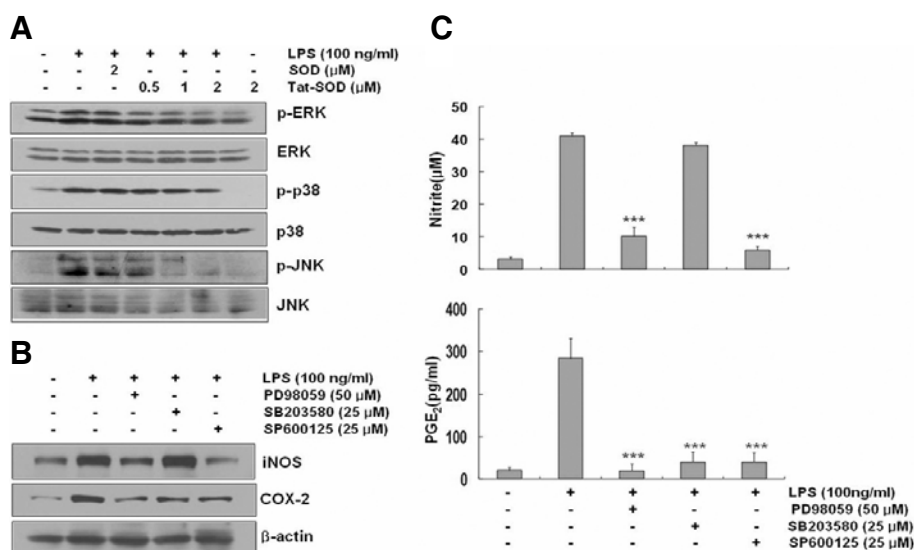 A
- + + + + + - LPS (100 ng/ml)
- - 2 - - - - SOD (µM)
- - - 0.5 1 2 2 Tat-SOD (µM)
p-ERK
ERK
p-p38
p38
p-JNK
JNK
B
- + + + + LPS (100 ng/ml)
- - + - - PD98059 (50 µM)
- - - + - SB203580 (25 µM)
- - - - + SP600125 (25 µM)
iNOS
COX-2
β-actin
C
50
40
30
20
10
0
Nitrite(µM)
*** ***
400
300
200
100
0
PGE2(pg/ml)
*** *** ***
- + + + + LPS (100ng/ml)
- - + - - PD98059 (50 µM)
- - - + - SB203580 (25 µM)
- - - - + SP600125 (25 µM)